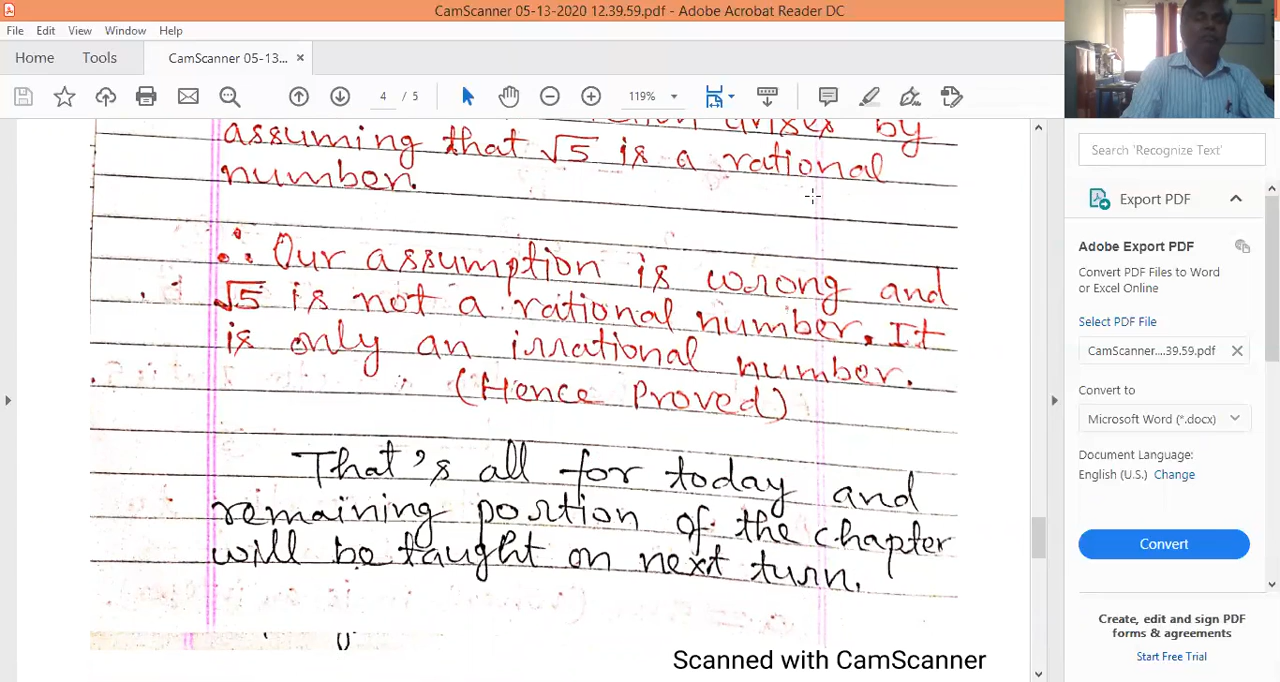 CamScanner 05-13-2020 12.39.59.pdf - Adobe Acrobat Reader DC
File Edit View Window Help
Home Tools CamScanner 05-13... ×
4 / 5 119%
arises by
assuming that √5 is a rational
number.
∴ Our assumption is wrong and
√5 is not a rational number. It
is only an irrational number.
(Hence Proved)
That's all for today and
remaining portion of the chapter
will be taught on next turn.
Scanned with CamScanner
Search 'Recognize Text'
Export PDF
Adobe Export PDF
Convert PDF Files to Word
or Excel Online
Select PDF File
CamScanner....39.59.pdf ×
Convert to
Microsoft Word (*.docx)
Document Language:
English (U.S.) Change
Convert
Create, edit and sign PDF
forms & agreements
Start Free Trial